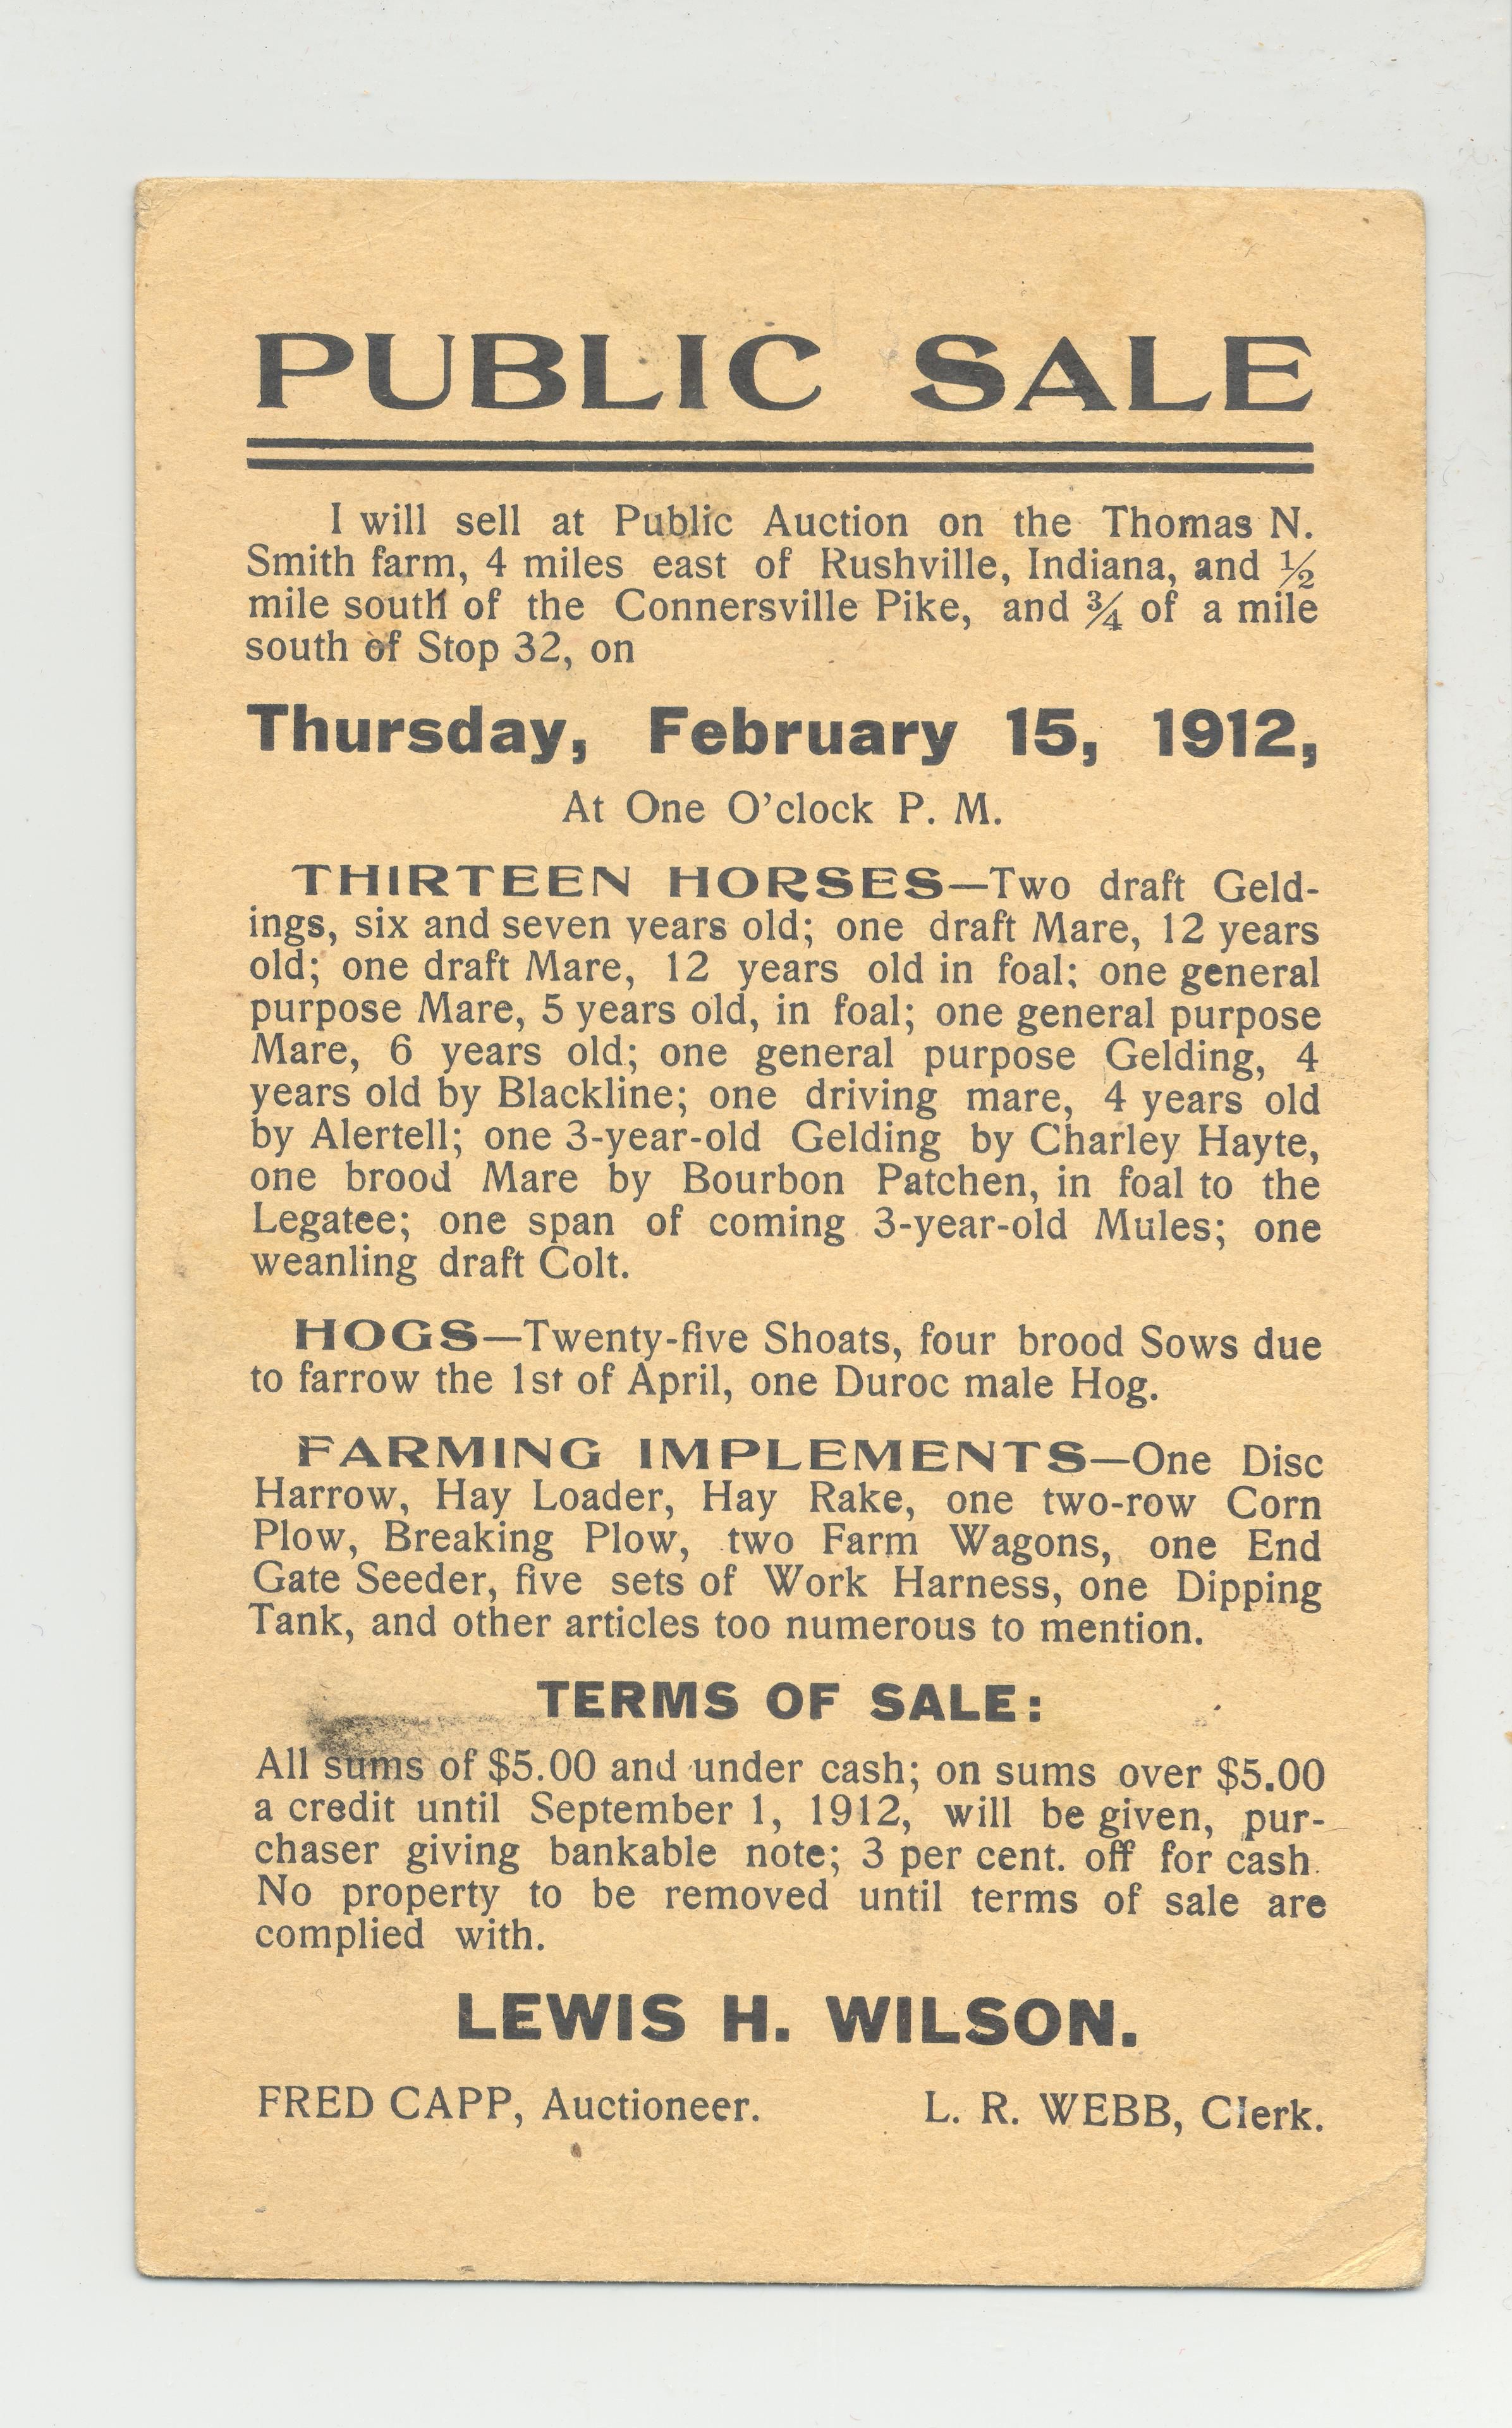 PUBLIC SALE
I will sell at Public Auction on the Thomas N.
Smith farm, 4 miles east of Rushville, Indiana, and ½
mile south of the Connersville Pike, and ¾ of a mile
south of Stop 32, on
Thursday, February 15, 1912,
At One O'clock P. M.
THIRTEEN HORSES—Two draft Geld-
ings, six and seven years old; one draft Mare, 12 years
old; one draft Mare, 12 years old in foal; one general
purpose Mare, 5 years old, in foal; one general purpose
Mare, 6 years old; one general purpose Gelding, 4
years old by Blackline; one driving mare, 4 years old
by Alertell; one 3-year-old Gelding by Charley Hayte,
one brood Mare by Bourbon Patchen, in foal to the
Legatee; one span of coming 3-year-old Mules; one
weanling draft Colt.
HOGS—Twenty-five Shoats, four brood Sows due
to farrow the 1st of April, one Duroc male Hog.
FARMING IMPLEMENTS—One Disc
Harrow, Hay Loader, Hay Rake, one two-row Corn
Plow, Breaking Plow, two Farm Wagons, one End
Gate Seeder, five sets of Work Harness, one Dipping
Tank, and other articles too numerous to mention.
TERMS OF SALE:
All sums of $5.00 and under cash; on sums over $5.00
a credit until September 1, 1912, will be given, pur-
chaser giving bankable note; 3 per cent. off for cash.
No property to be removed until terms of sale are
complied with.
LEWIS H. WILSON.
FRED CAPP, Auctioneer. L. R. WEBB, Clerk.